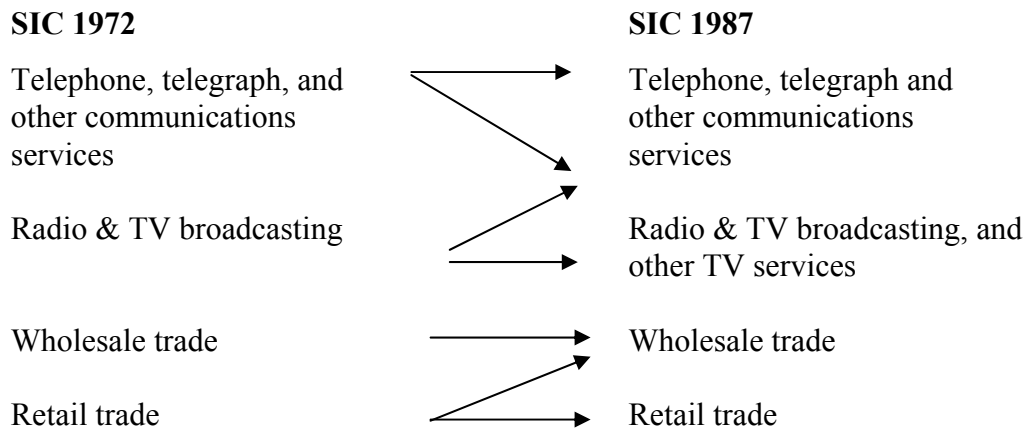 SIC 1972 SIC 1987
Telephone, telegraph, and
other communications
services
Telephone, telegraph and
other communications
services
Radio & TV broadcasting
Radio & TV broadcasting, and
other TV services
Wholesale trade Wholesale trade
Retail trade Retail trade